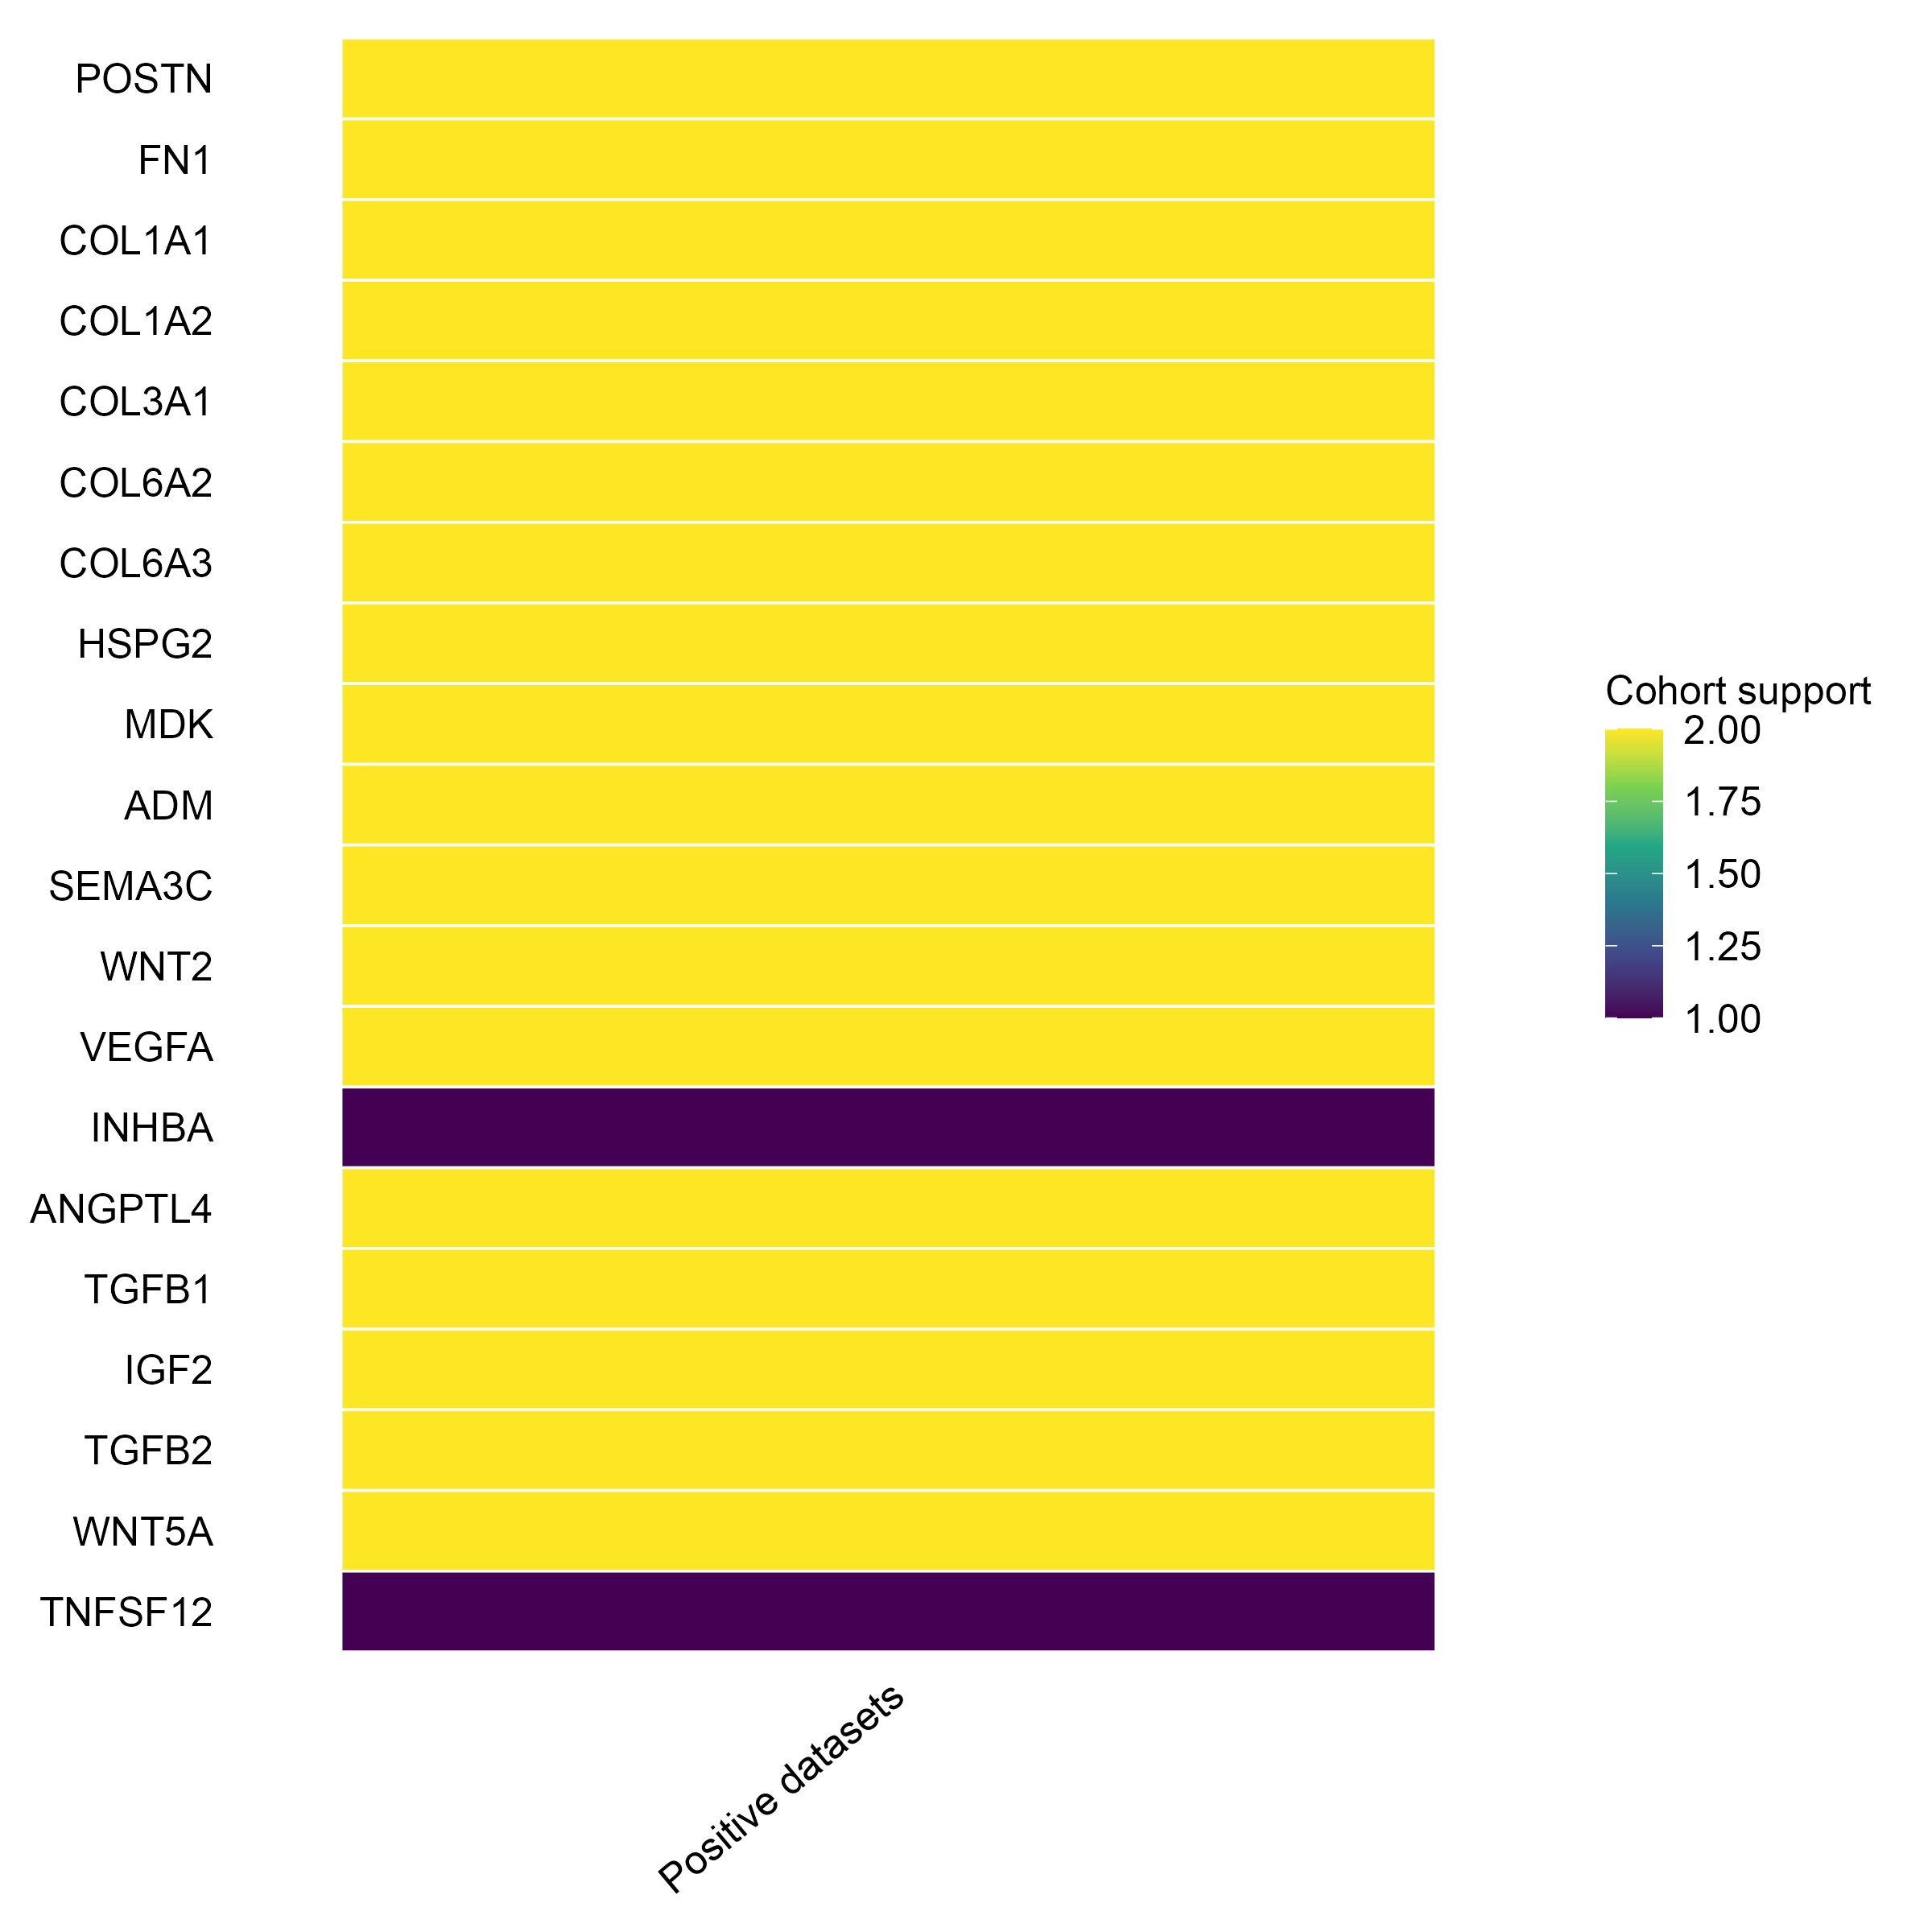 POSTN
FN1
COL1A1
COL1A2
COL3A1
COL6A2
COL6A3
HSPG2
MDK
ADM
SEMA3C
WNT2
VEGFA
INHBA
ANGPTL4
TGFB1
IGF2
TGFB2
WNT5A
TNFSF12
Positive datasets
Cohort support
2.00
1.75
1.50
1.25
1.00